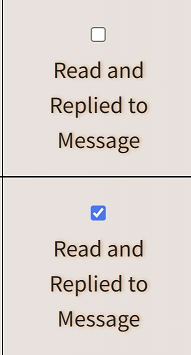 Read and
Replied to
Message
Read and
Replied to
Message